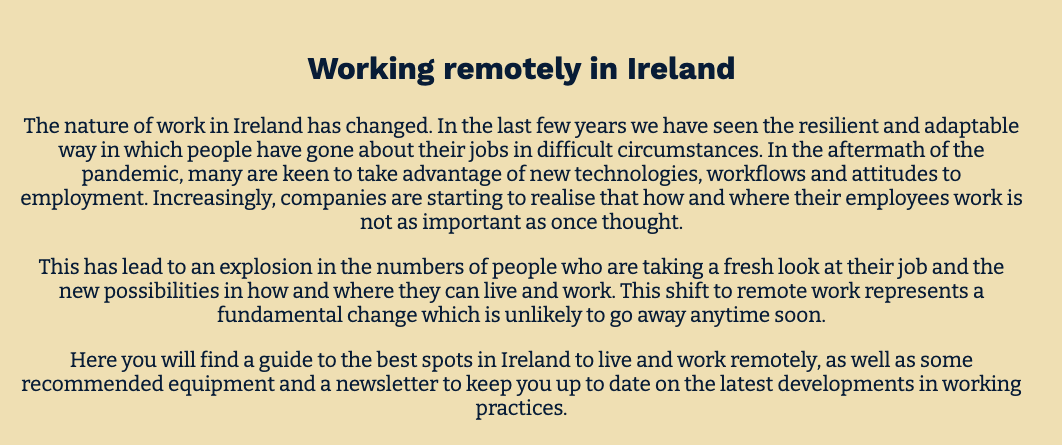 Working remotely in Ireland
The nature of work in Ireland has changed. In the last few years we have seen the resilient and adaptable
way in which people have gone about their jobs in difficult circumstances. In the aftermath of the
pandemic, many are keen to take advantage of new technologies, workflows and attitudes to
employment. Increasingly, companies are starting to realise that how and where their employees work is
not as important as once thought.
This has lead to an explosion in the numbers of people who are taking a fresh look at their job and the
new possibilities in how and where they can live and work. This shift to remote work represents a
fundamental change which is unlikely to go away anytime soon.
Here you will find a guide to the best spots in Ireland to live and work remotely, as well as some
recommended equipment and a newsletter to keep you up to date on the latest developments in working
practices.